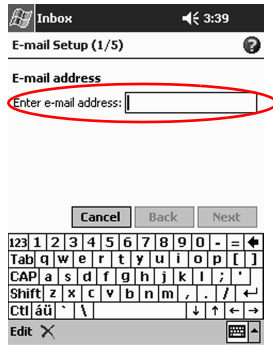 Inbox 3:39
E-mail Setup (1/5)
E-mail address
Enter e-mail address:
Cancel Back Next
123 1 2 3 4 5 6 7 8 9 0 - =
Tab q w e r t y u i o p [ ]
CAP a s d f g h j k l ; '
Shift z x c v b n m , . /
Ctl áü ` \
Edit